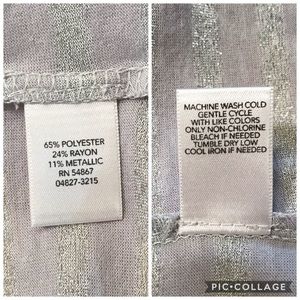 65% POLYESTER
24% RAYON
11% METALLIC
RN 54867
04827-3215
MACHINE WASH COLD
GENTLE CYCLE
WITH LIKE COLORS
ONLY NON-CHLORINE
BLEACH IF NEEDED
TUMBLE DRY LOW
COOL IRON IF NEEDED
PIC•COLLAGE